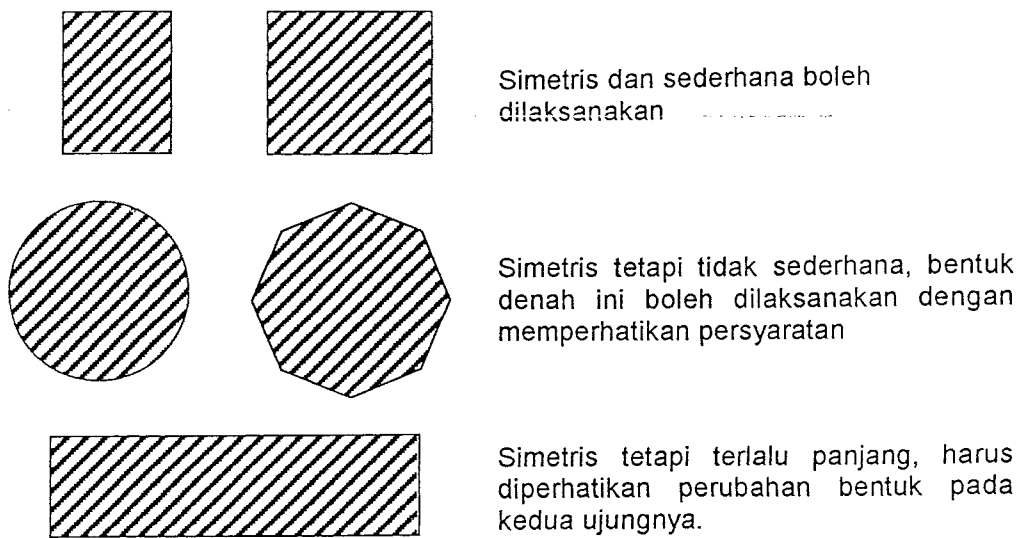 Simetris dan sederhana boleh
dilaksanakan
Simetris tetapi tidak sederhana, bentuk
denah ini boleh dilaksanakan dengan
memperhatikan persyaratan
Simetris tetapi terlalu panjang, harus
diperhatikan perubahan bentuk pada
kedua ujungnya.